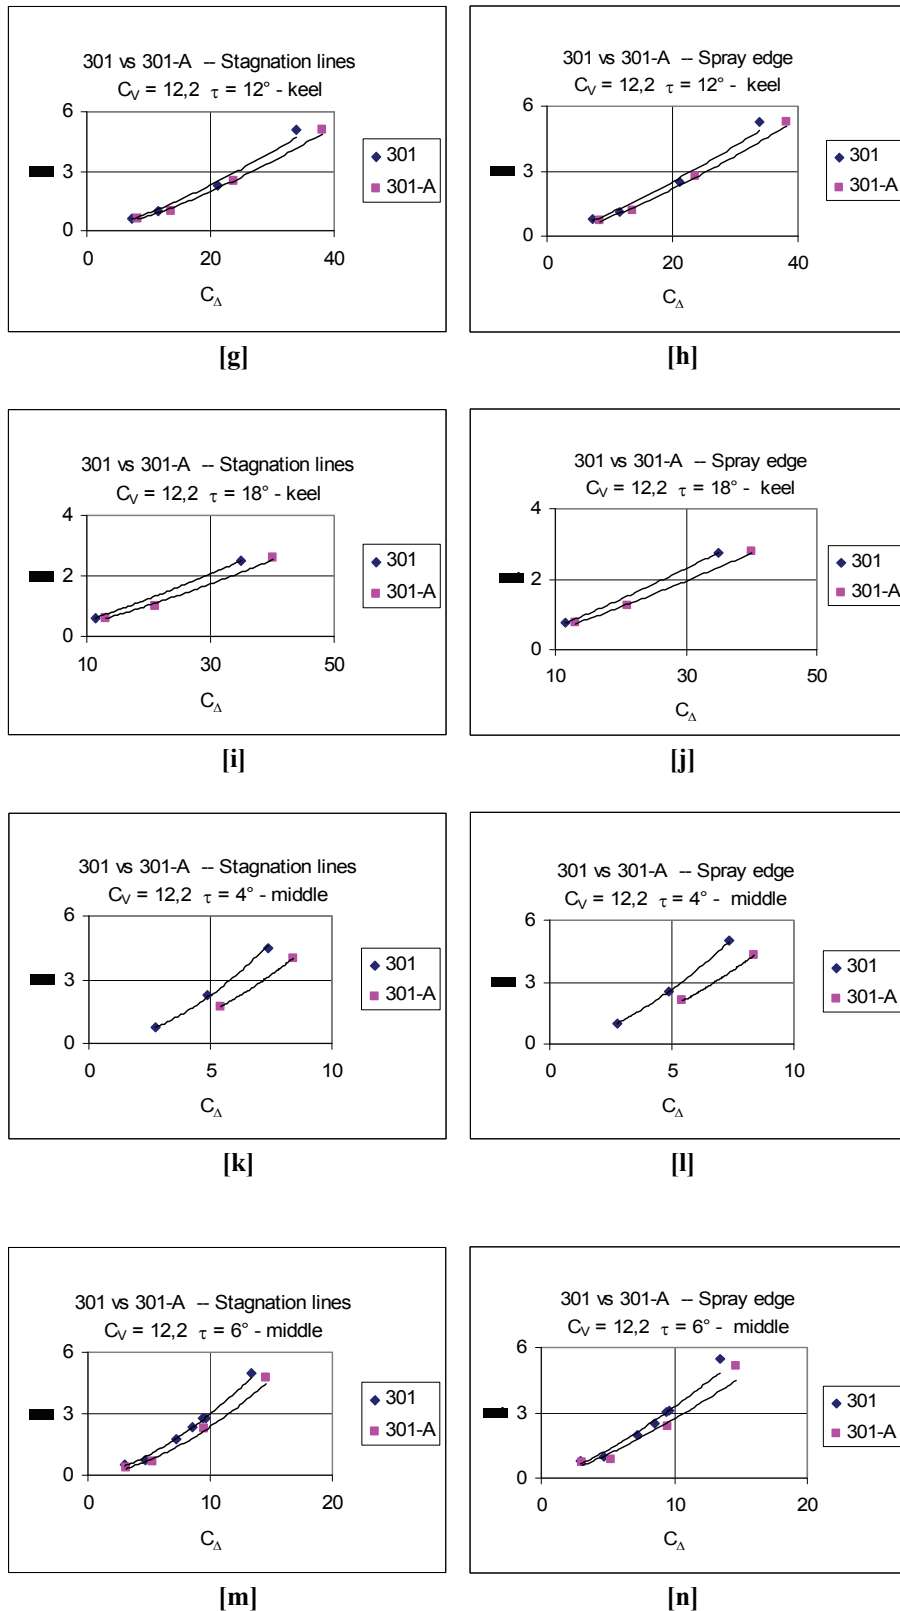 301 vs 301-A -- Stagnation lines
C_V = 12,2 τ = 12° - keel
6
3
0
0 20 40
C_Δ
301
301-A
[g]
301 vs 301-A -- Spray edge
C_V = 12,2 τ = 12° - keel
6
3
0
0 20 40
C_Δ
301
301-A
[h]
301 vs 301-A -- Stagnation lines
C_V = 12,2 τ = 18° - keel
4
2
0
10 30 50
C_Δ
301
301-A
[i]
301 vs 301-A -- Spray edge
C_V = 12,2 τ = 18° - keel
4
2
0
10 30 50
C_Δ
301
301-A
[j]
301 vs 301-A -- Stagnation lines
C_V = 12,2 τ = 4° - middle
6
3
0
0 5 10
C_Δ
301
301-A
[k]
301 vs 301-A -- Spray edge
C_V = 12,2 τ = 4° - middle
6
3
0
0 5 10
C_Δ
301
301-A
[l]
301 vs 301-A -- Stagnation lines
C_V = 12,2 τ = 6° - middle
6
3
0
0 10 20
C_Δ
301
301-A
[m]
301 vs 301-A -- Spray edge
C_V = 12,2 τ = 6° - middle
6
3
0
0 10 20
C_Δ
301
301-A
[n]